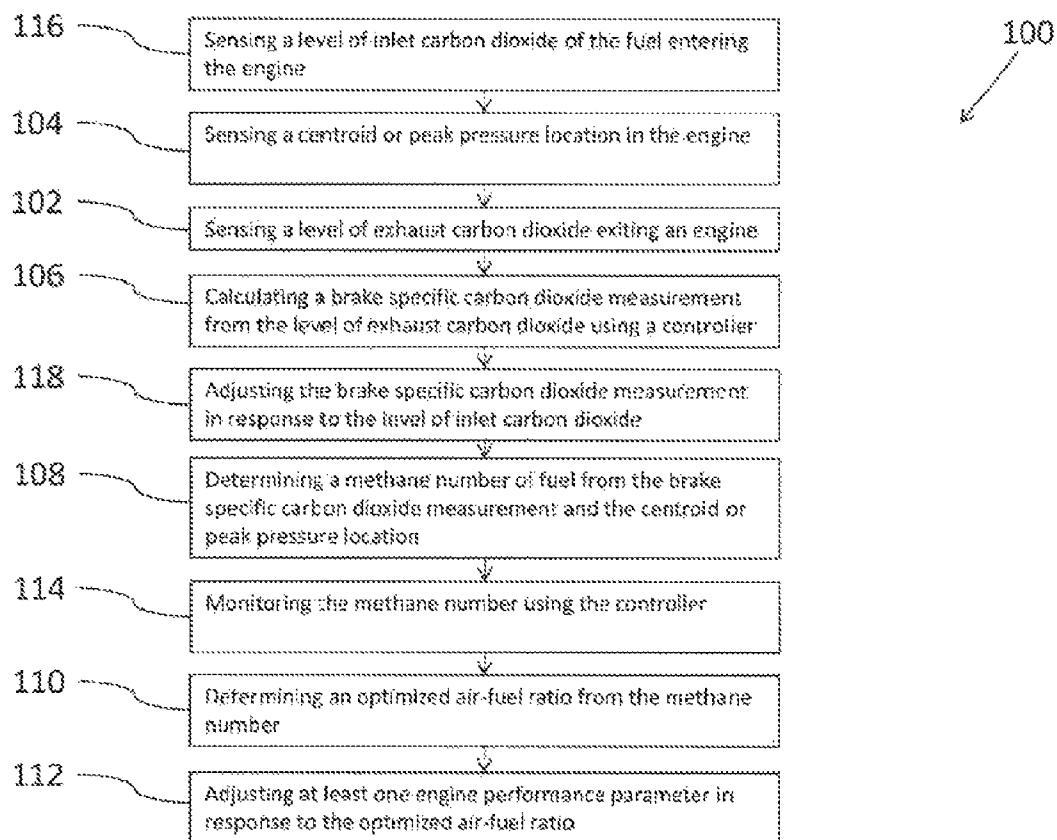 116
Sensing a level of inlet carbon dioxide of the fuel entering
the engine
100
104
Sensing a centroid or peak pressure location in the engine
102
Sensing a level of exhaust carbon dioxide exiting an engine
106
Calculating a brake specific carbon dioxide measurement
from the level of exhaust carbon dioxide using a controller
118
Adjusting the brake specific carbon dioxide measurement
in response to the level of inlet carbon dioxide
108
Determining a methane number of fuel from the brake
specific carbon dioxide measurement and the centroid or
peak pressure location
114
Monitoring the methane number using the controller
110
Determining an optimized air-fuel ratio from the methane
number
112
Adjusting at least one engine performance parameter in
response to the optimized air-fuel ratio